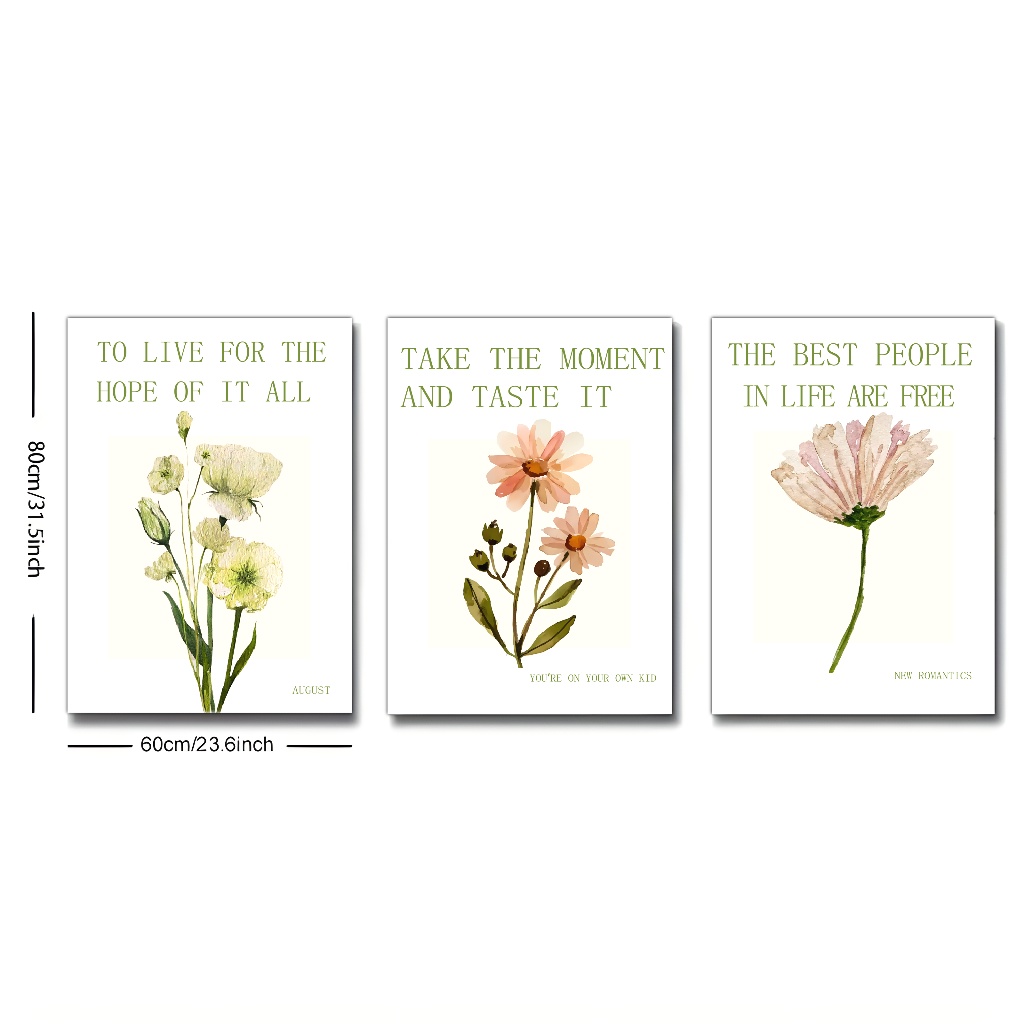 TO LIVE FOR THE
HOPE OF IT ALL
AUGUST
TAKE THE MOMENT
AND TASTE IT
YOU'RE ON YOUR OWN KID
THE BEST PEOPLE
IN LIFE ARE FREE
NEW ROMANTICS
80cm/31.5inch
60cm/23.6inch